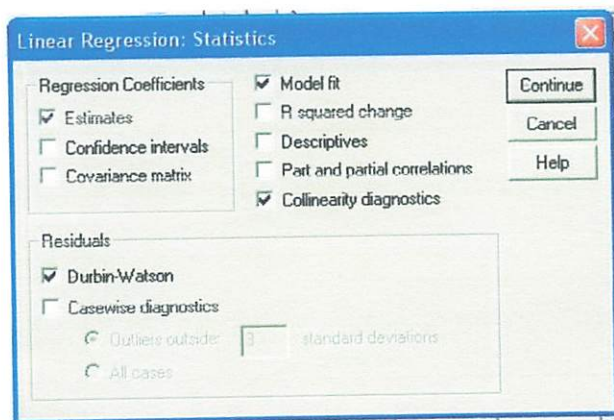 Linear Regression: Statistics
Regression Coefficients
Estimates
Confidence intervals
Covariance matrix
Model fit
R squared change
Descriptives
Part and partial correlations
Collinearity diagnostics
Continue
Cancel
Help
Residuals
Durbin-Watson
Casewise diagnostics
Outliers outside: 3 standard deviations
All cases